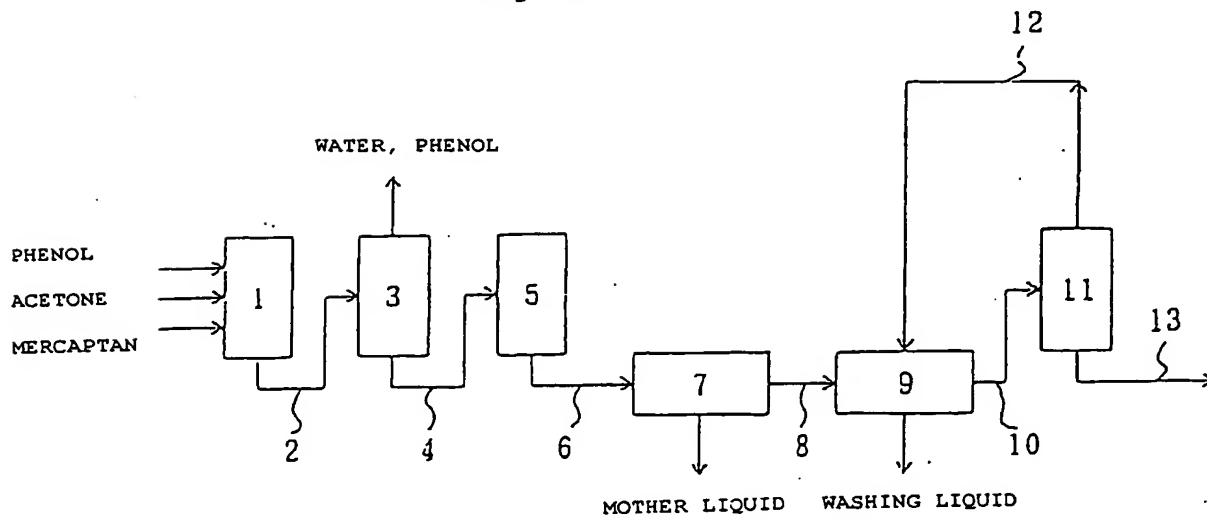 12
WATER, PHENOL
PHENOL
ACETONE
MERCAPTAN
1
3
5
11
13
7
9
2
4
6
8
10
MOTHER LIQUID
WASHING LIQUID